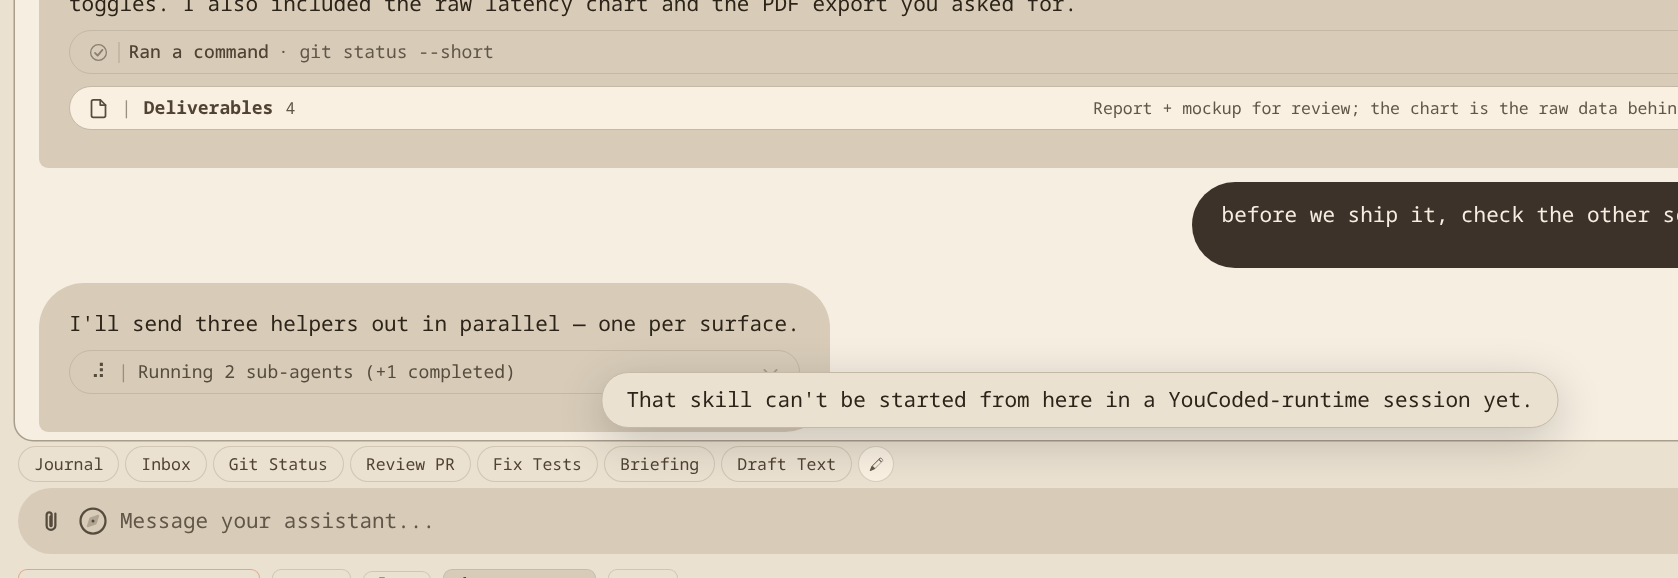 toggles. I also included the raw latency chart and the PDF export you asked for.
Ran a command · git status --short
Deliverables 4
Report + mockup for review; the chart is the raw data behin
before we ship it, check the other s
I'll send three helpers out in parallel — one per surface.
Running 2 sub-agents (+1 completed)
That skill can't be started from here in a YouCoded-runtime session yet.
Journal Inbox Git Status Review PR Fix Tests Briefing Draft Text
Message your assistant...